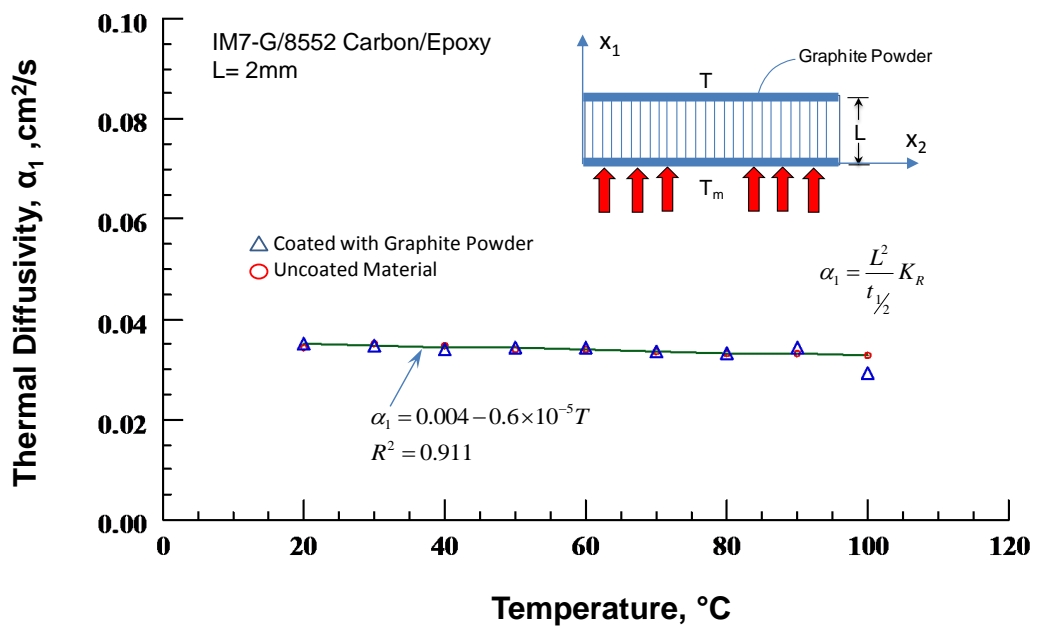 IM7-G/8552 Carbon/Epoxy
L= 2mm
x₁
Graphite Powder
T
L
x₂
Tₘ
Coated with Graphite Powder
Uncoated Material
α₁ = L²/t₁/₂ K_R
α₁ = 0.004 − 0.6×10⁻⁵T
R² = 0.911
Thermal Diffusivity, α₁ ,cm²/s
0.10
0.08
0.06
0.04
0.02
0.00
0 20 40 60 80 100 120
Temperature, °C